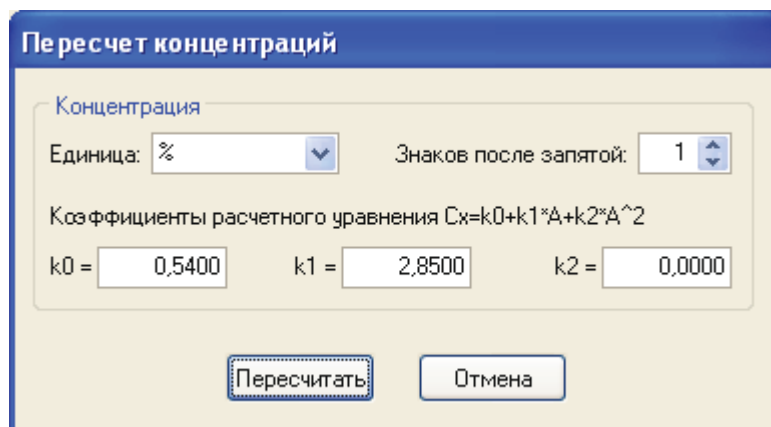 Пересчет концентраций
Концентрация
Единица: % Знаков после запятой: 1
Коэффициенты расчетного уравнения Cx=k0+k1*A+k2*A^2
k0 = 0,5400 k1 = 2,8500 k2 = 0,0000
Пересчитать Отмена